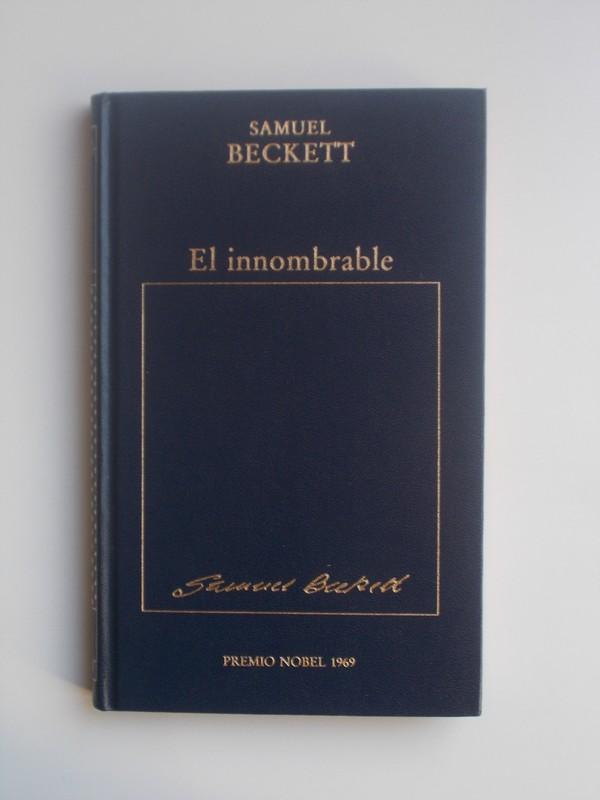 SAMUEL
BECKETT
El innombrable
Samuel Beckett
PREMIO NOBEL 1969